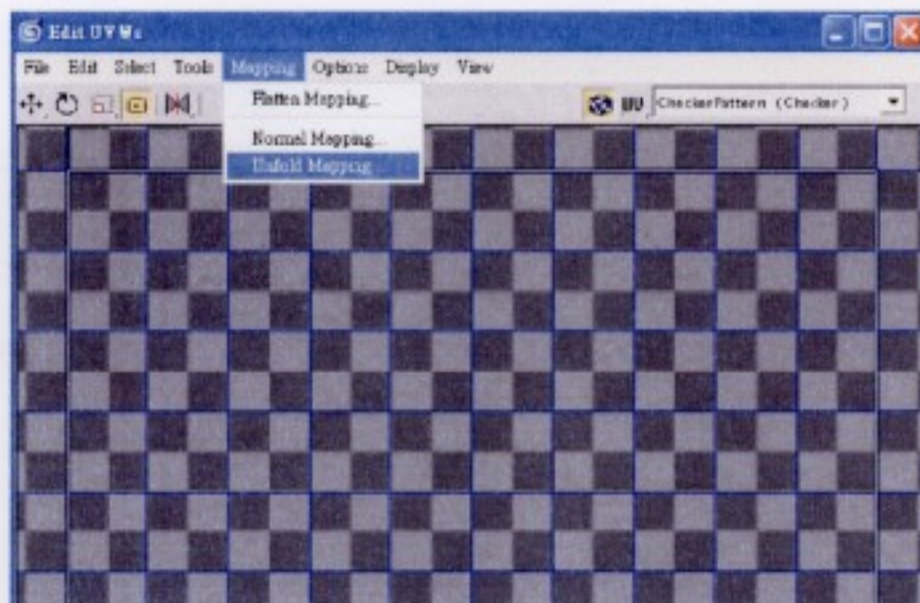 Edit UVWs
File Edit Select Tools Mapping Options Display View
Flatten Mapping...
UV CheckerPattern (Checker)
Normal Mapping...
Unfold Mapping...